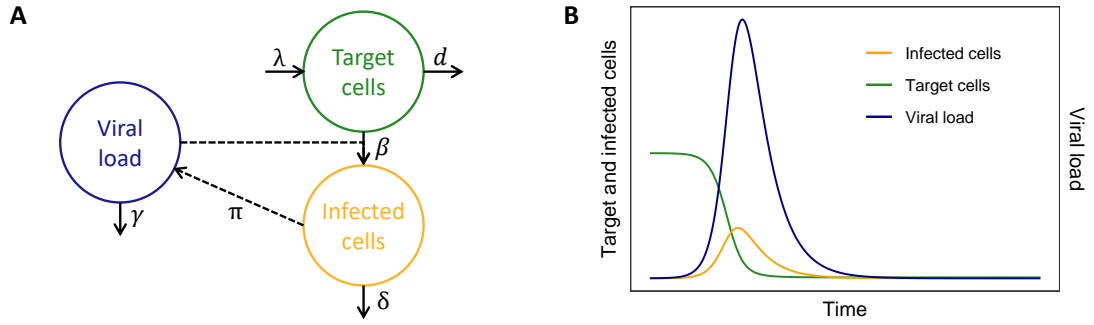 A
λ
Target
cells
d
Viral
load
β
γ
π
Infected
cells
δ
B
Target and infected cells
Infected cells
Target cells
Viral load
Viral load
Time